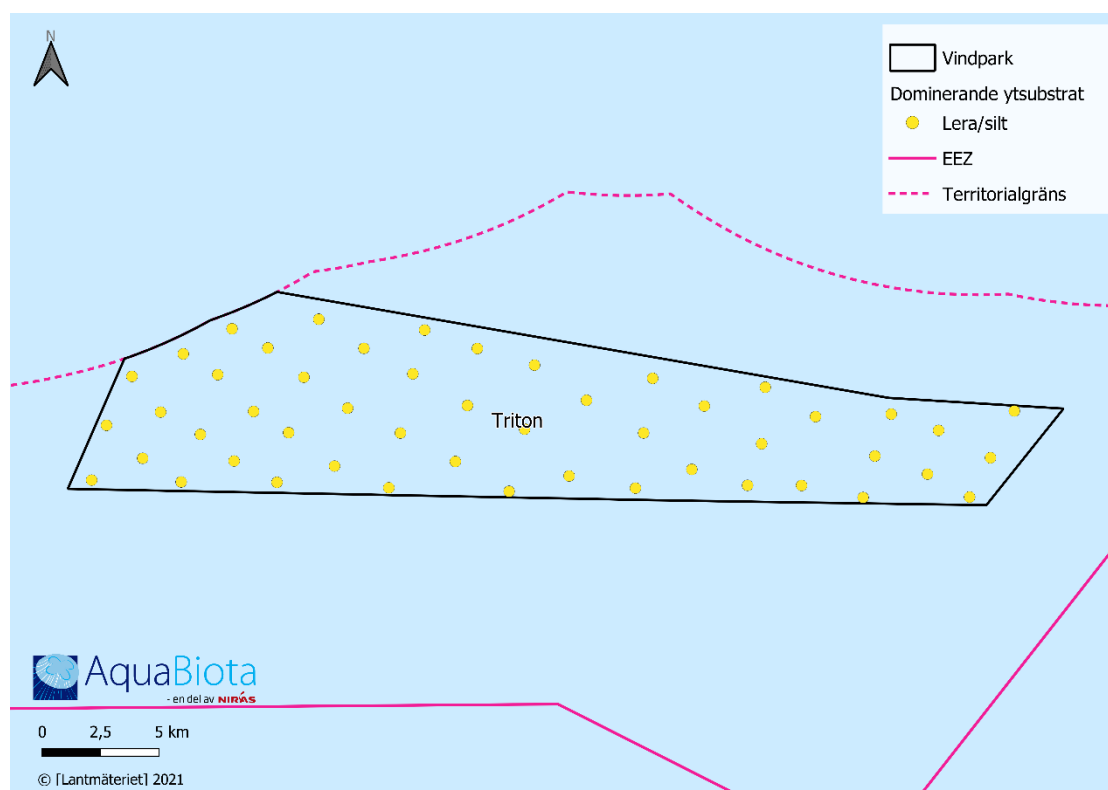 N
Vindpark
Dominerande ytsubstrat
Lera/silt
EEZ
Territorialgräns
Triton
AquaBiota
- en del av NIRÁS
0 2,5 5 km
© [Lantmäteriet] 2021